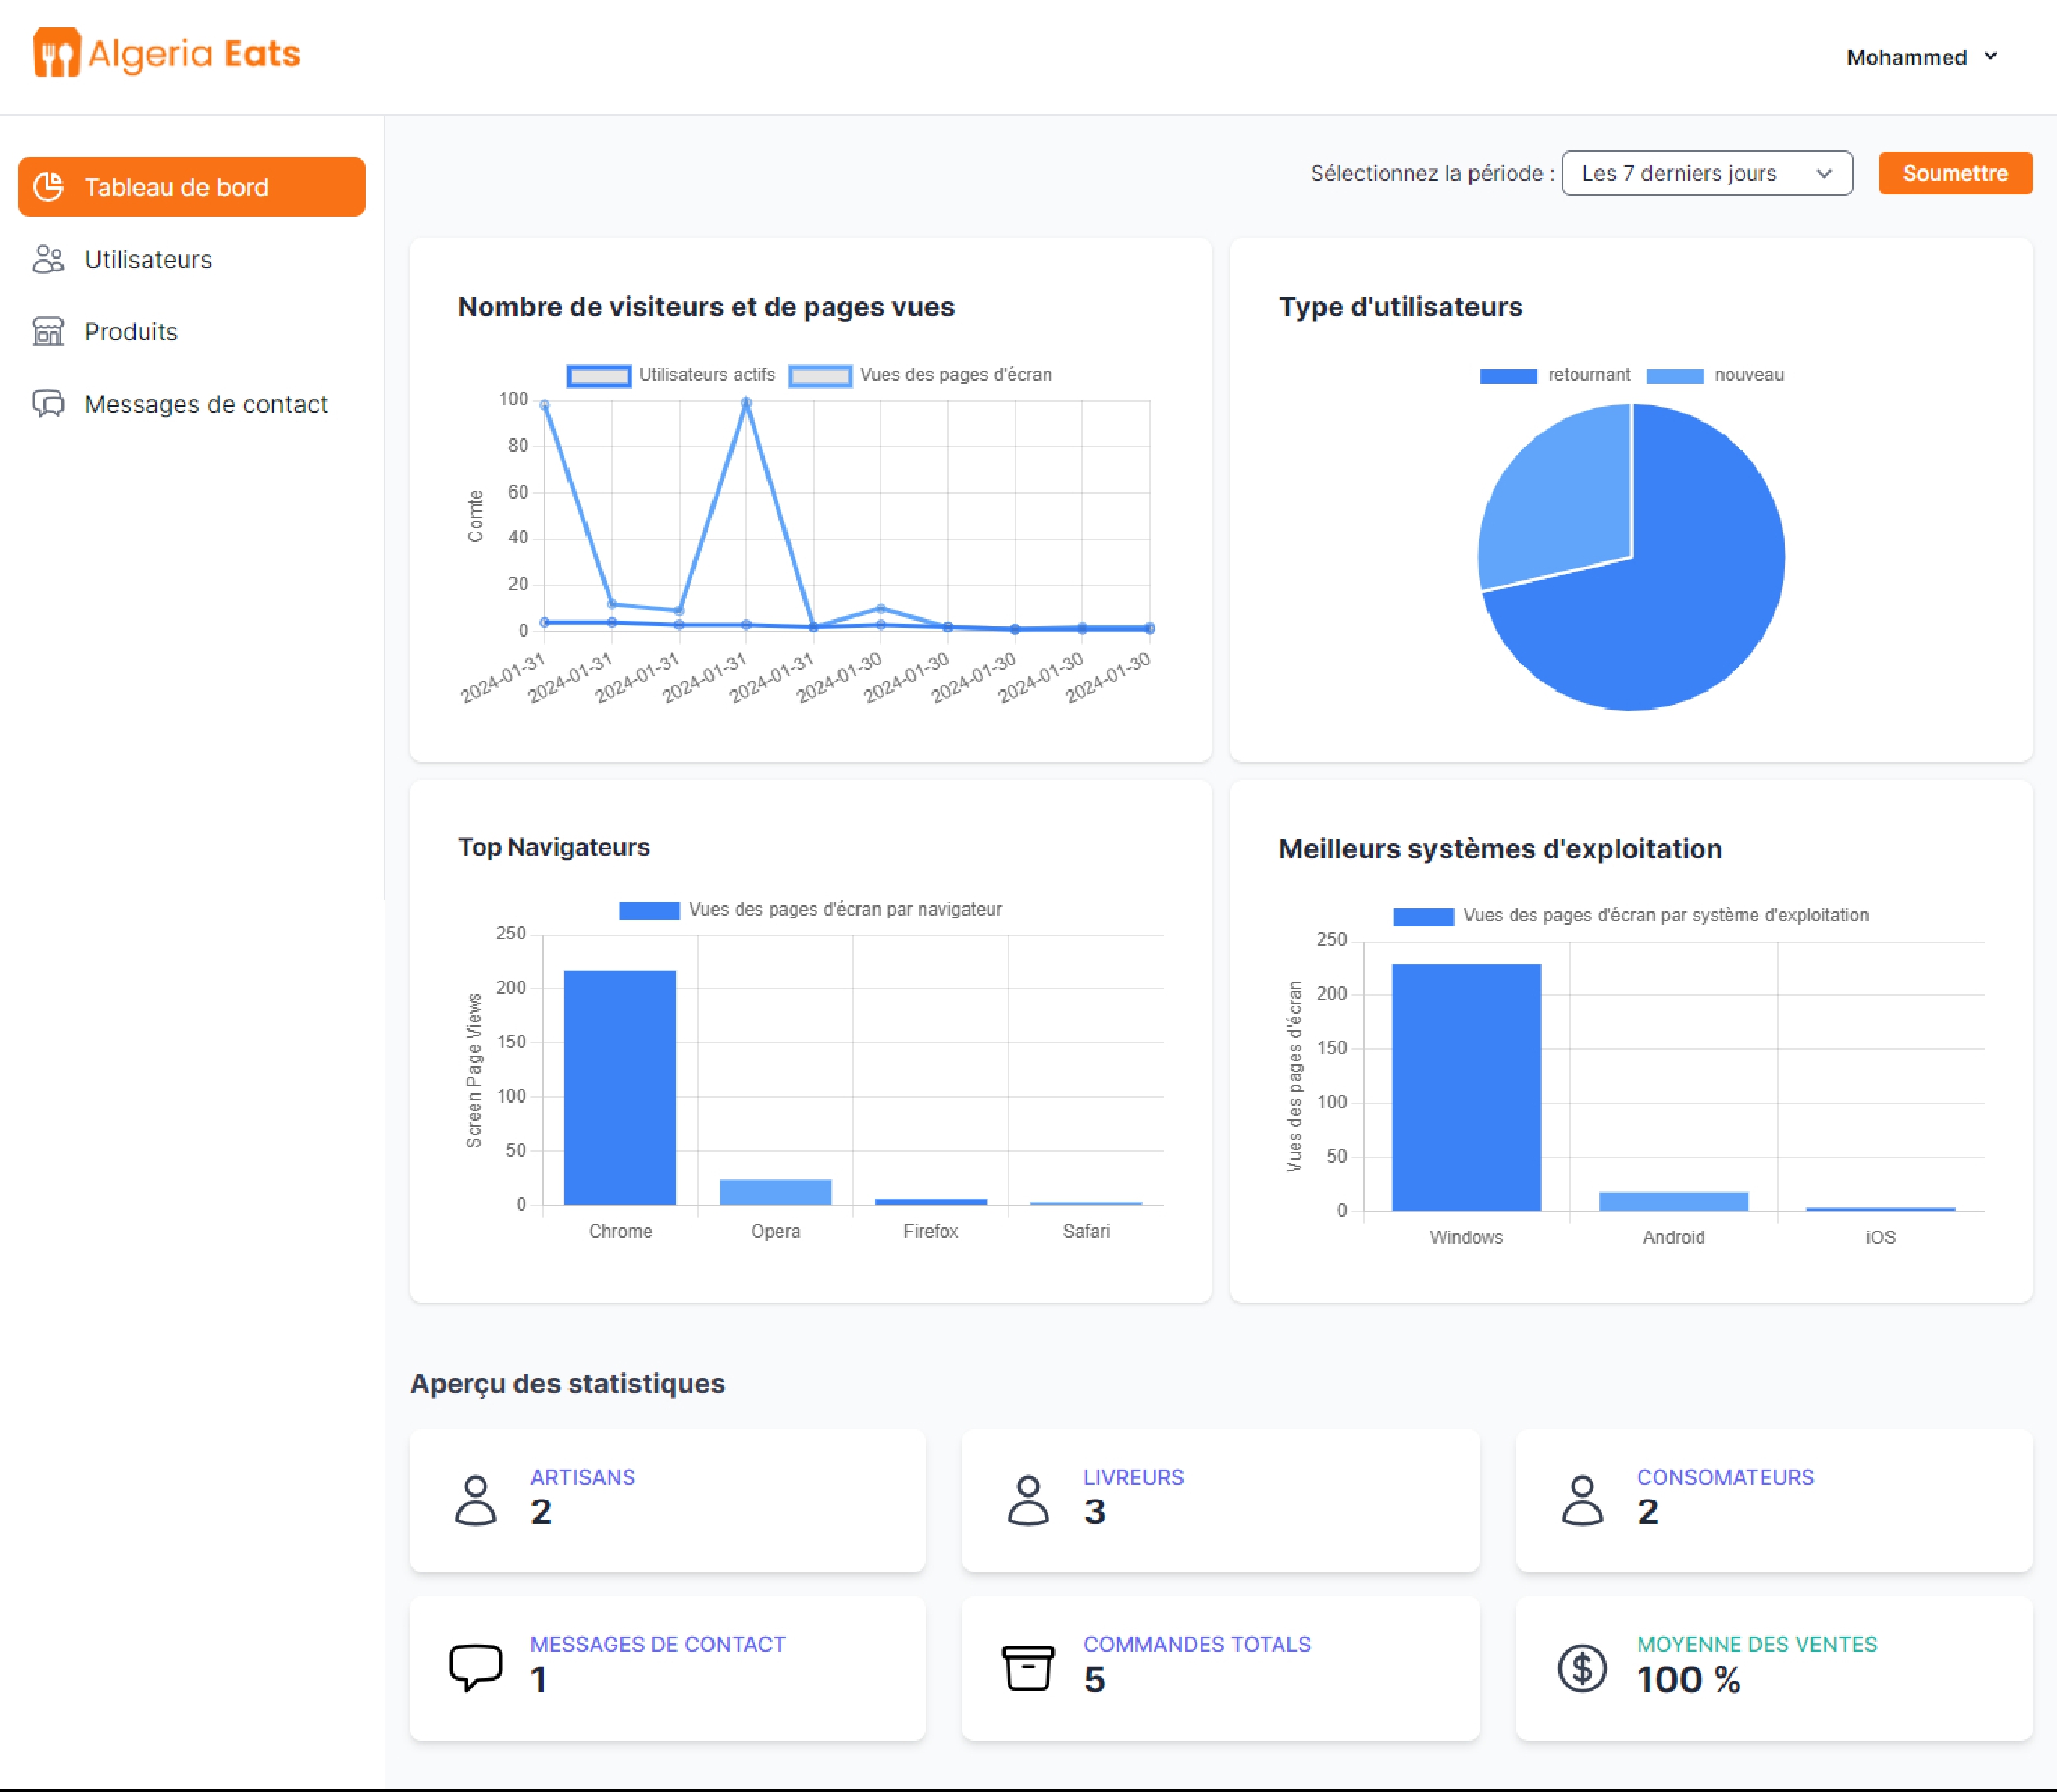 Algeria Eats
Mohammed
Tableau de bord
Utilisateurs
Produits
Messages de contact
Sélectionnez la période :
Les 7 derniers jours
Soumettre
Nombre de visiteurs et de pages vues
Utilisateurs actifs
Vues des pages d'écran
Comte
100
80
60
40
20
0
2024-01-31
2024-01-31
2024-01-31
2024-01-31
2024-01-31
2024-01-30
2024-01-30
2024-01-30
2024-01-30
2024-01-30
Type d'utilisateurs
retournant
nouveau
Top Navigateurs
Vues des pages d'écran par navigateur
Screen Page Views
250
200
150
100
50
0
Chrome
Opera
Firefox
Safari
Meilleurs systèmes d'exploitation
Vues des pages d'écran par système d'exploitation
Vues des pages d'écran
250
200
150
100
50
0
Windows
Android
iOS
Aperçu des statistiques
ARTISANS
2
LIVREURS
3
CONSOMATEURS
2
MESSAGES DE CONTACT
1
COMMANDES TOTALS
5
MOYENNE DES VENTES
100 %